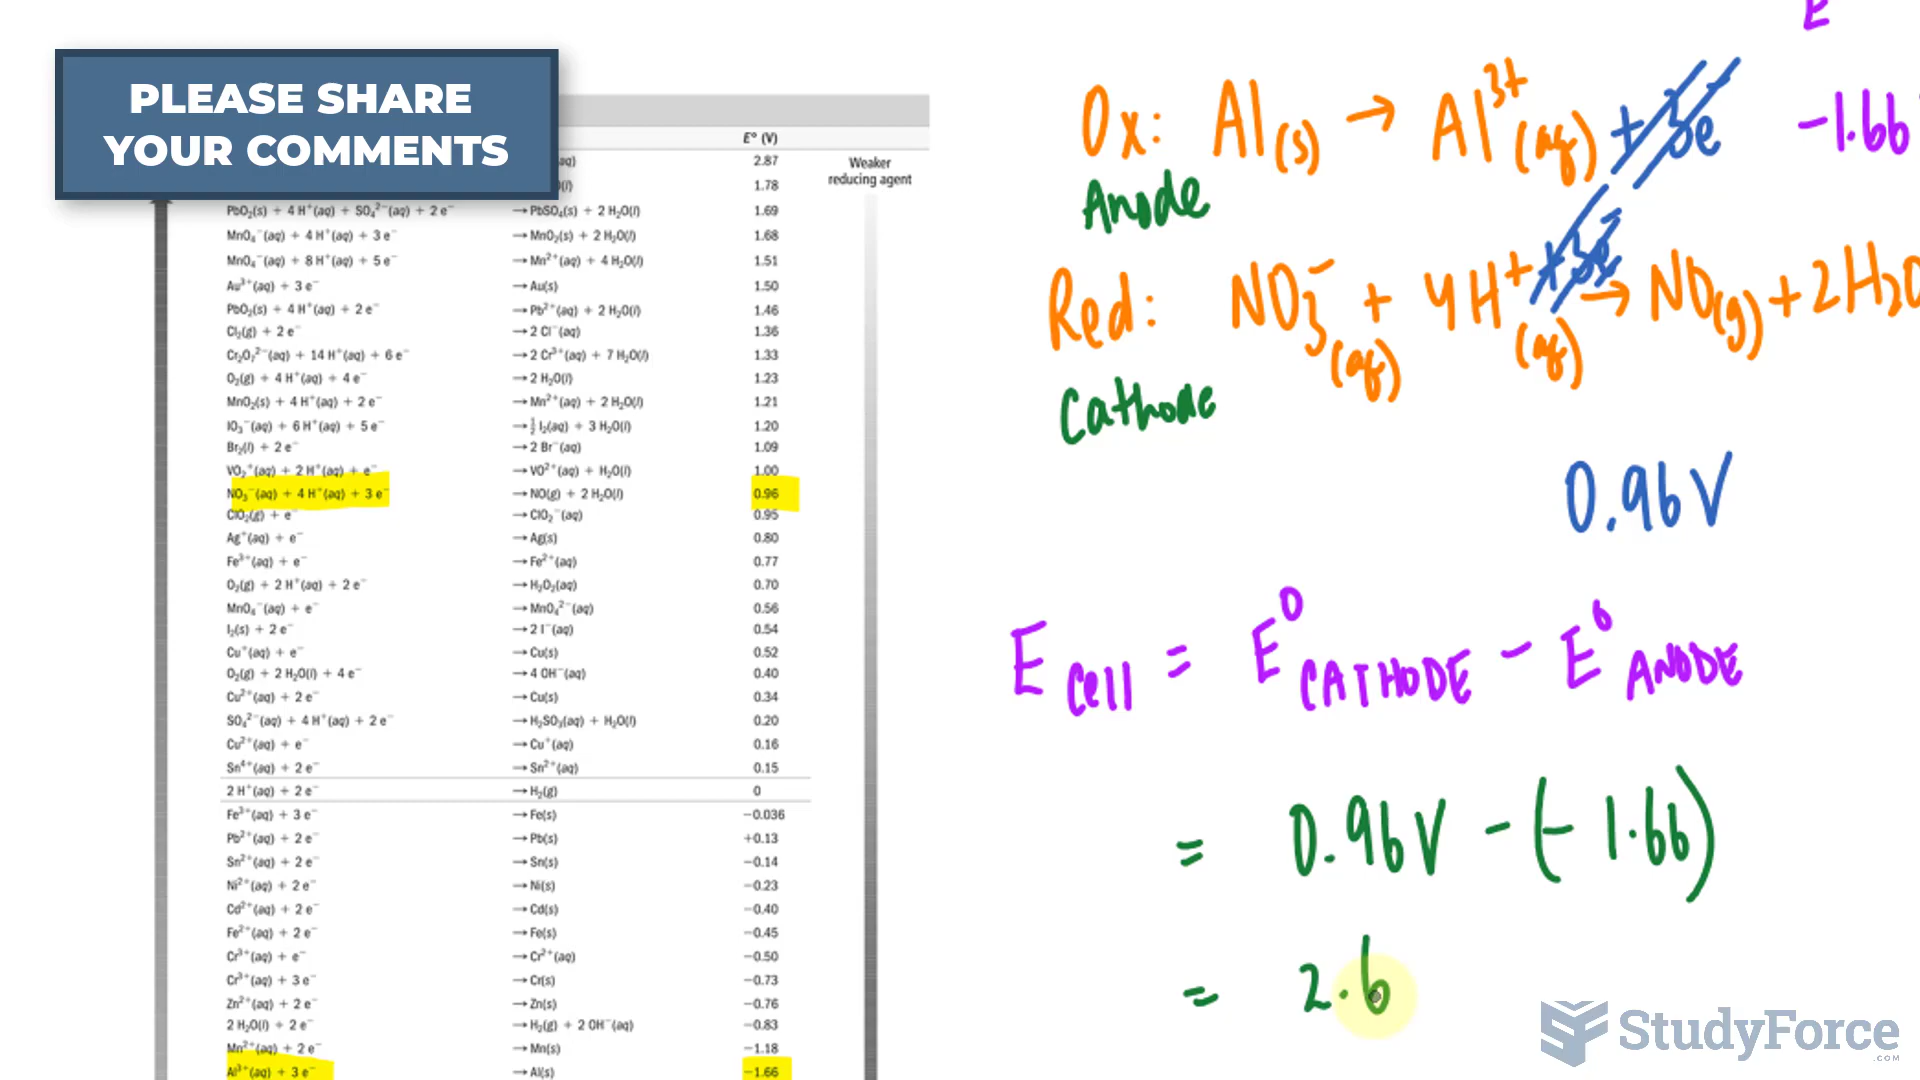 PLEASE SHARE
YOUR COMMENTS
E° (V)
aq) 2.87
O(l) 1.78
PbO₂(s) + 4 H⁺(aq) + SO₄²⁻(aq) + 2 e⁻ → PbSO₄(s) + 2 H₂O(l) 1.69
MnO₄⁻(aq) + 4 H⁺(aq) + 3 e⁻ → MnO₂(s) + 2 H₂O(l) 1.68
MnO₄⁻(aq) + 8 H⁺(aq) + 5 e⁻ → Mn²⁺(aq) + 4 H₂O(l) 1.51
Au³⁺(aq) + 3 e⁻ → Au(s) 1.50
PbO₂(s) + 4 H⁺(aq) + 2 e⁻ → Pb²⁺(aq) + 2 H₂O(l) 1.46
Cl₂(g) + 2 e⁻ → 2 Cl⁻(aq) 1.36
Cr₂O₇²⁻(aq) + 14 H⁺(aq) + 6 e⁻ → 2 Cr³⁺(aq) + 7 H₂O(l) 1.33
O₂(g) + 4 H⁺(aq) + 4 e⁻ → 2 H₂O(l) 1.23
MnO₂(s) + 4 H⁺(aq) + 2 e⁻ → Mn²⁺(aq) + 2 H₂O(l) 1.21
IO₃⁻(aq) + 6 H⁺(aq) + 5 e⁻ → ½ I₂(aq) + 3 H₂O(l) 1.20
Br₂(l) + 2 e⁻ → 2 Br⁻(aq) 1.09
VO₂⁺(aq) + 2 H⁺(aq) + e⁻ → VO²⁺(aq) + H₂O(l) 1.00
NO₃⁻(aq) + 4 H⁺(aq) + 3 e⁻ → NO(g) + 2 H₂O(l) 0.96
ClO₂(g) + e⁻ → ClO₂⁻(aq) 0.95
Ag⁺(aq) + e⁻ → Ag(s) 0.80
Fe³⁺(aq) + e⁻ → Fe²⁺(aq) 0.77
O₂(g) + 2 H⁺(aq) + 2 e⁻ → H₂O₂(aq) 0.70
MnO₄⁻(aq) + e⁻ → MnO₄²⁻(aq) 0.56
I₂(s) + 2 e⁻ → 2 I⁻(aq) 0.54
Cu⁺(aq) + e⁻ → Cu(s) 0.52
O₂(g) + 2 H₂O(l) + 4 e⁻ → 4 OH⁻(aq) 0.40
Cu²⁺(aq) + 2 e⁻ → Cu(s) 0.34
SO₄²⁻(aq) + 4 H⁺(aq) + 2 e⁻ → H₂SO₃(aq) + H₂O(l) 0.20
Cu²⁺(aq) + e⁻ → Cu⁺(aq) 0.16
Sn⁴⁺(aq) + 2 e⁻ → Sn²⁺(aq) 0.15
2 H⁺(aq) + 2 e⁻ → H₂(g) 0
Fe³⁺(aq) + 3 e⁻ → Fe(s) −0.036
Pb²⁺(aq) + 2 e⁻ → Pb(s) +0.13
Sn²⁺(aq) + 2 e⁻ → Sn(s) −0.14
Ni²⁺(aq) + 2 e⁻ → Ni(s) −0.23
Cd²⁺(aq) + 2 e⁻ → Cd(s) −0.40
Fe²⁺(aq) + 2 e⁻ → Fe(s) −0.45
Cr³⁺(aq) + e⁻ → Cr²⁺(aq) −0.50
Cr³⁺(aq) + 3 e⁻ → Cr(s) −0.73
Zn²⁺(aq) + 2 e⁻ → Zn(s) −0.76
2 H₂O(l) + 2 e⁻ → H₂(g) + 2 OH⁻(aq) −0.83
Mn²⁺(aq) + 2 e⁻ → Mn(s) −1.18
Al³⁺(aq) + 3 e⁻ → Al(s) −1.66
Weaker
reducing agent
E
Ox: Al(s) → Al³⁺(aq) + 3e⁻ -1.66
Anode
Red: NO₃⁻(aq) + 4H⁺(aq) + 3e⁻ → NO(g) + 2H₂O
Cathode
0.96V
E cell = E⁰ CATHODE - E⁰ ANODE
= 0.96V - (-1.66)
= 2.6
StudyForce
.COM